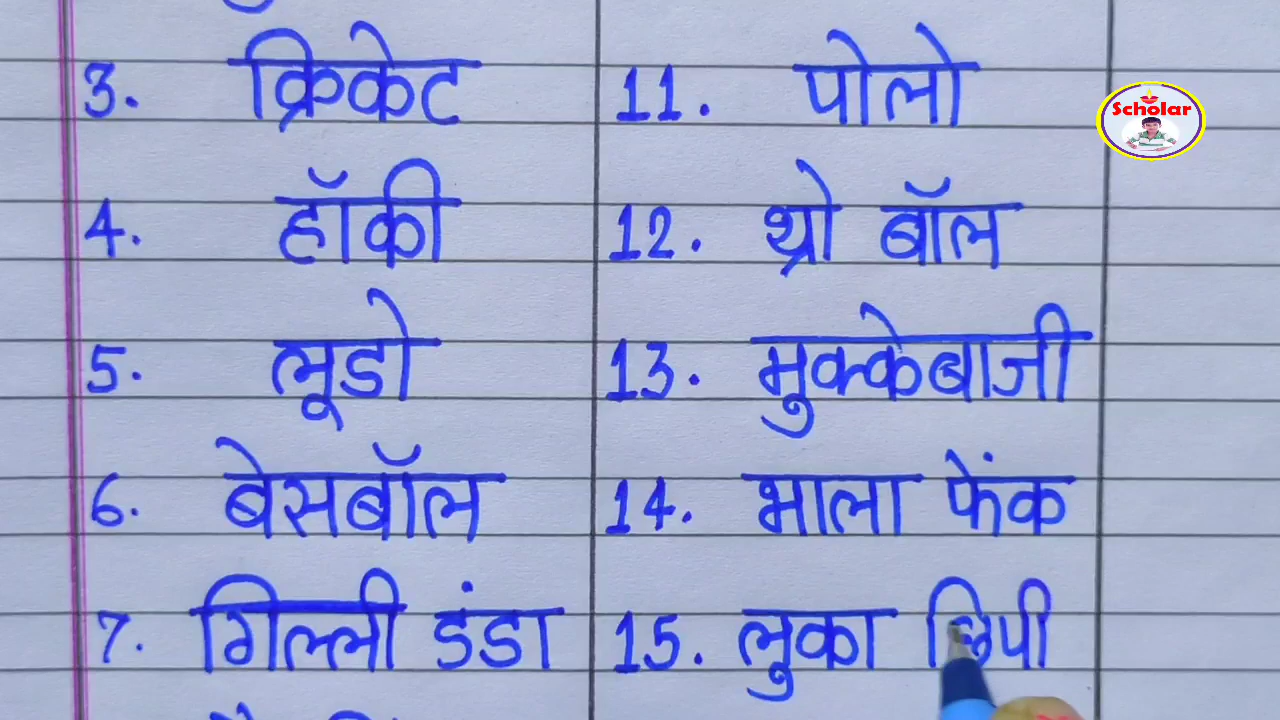 3. क्रिकेट
4. हॉकी
5. लूडो
6. बेसबॉल
7. गिल्ली डंडा
11. पोलो
12. थ्रो बॉल
13. मुक्केबाजी
14. भाला फेंक
15. लुका छिपी
Scholar